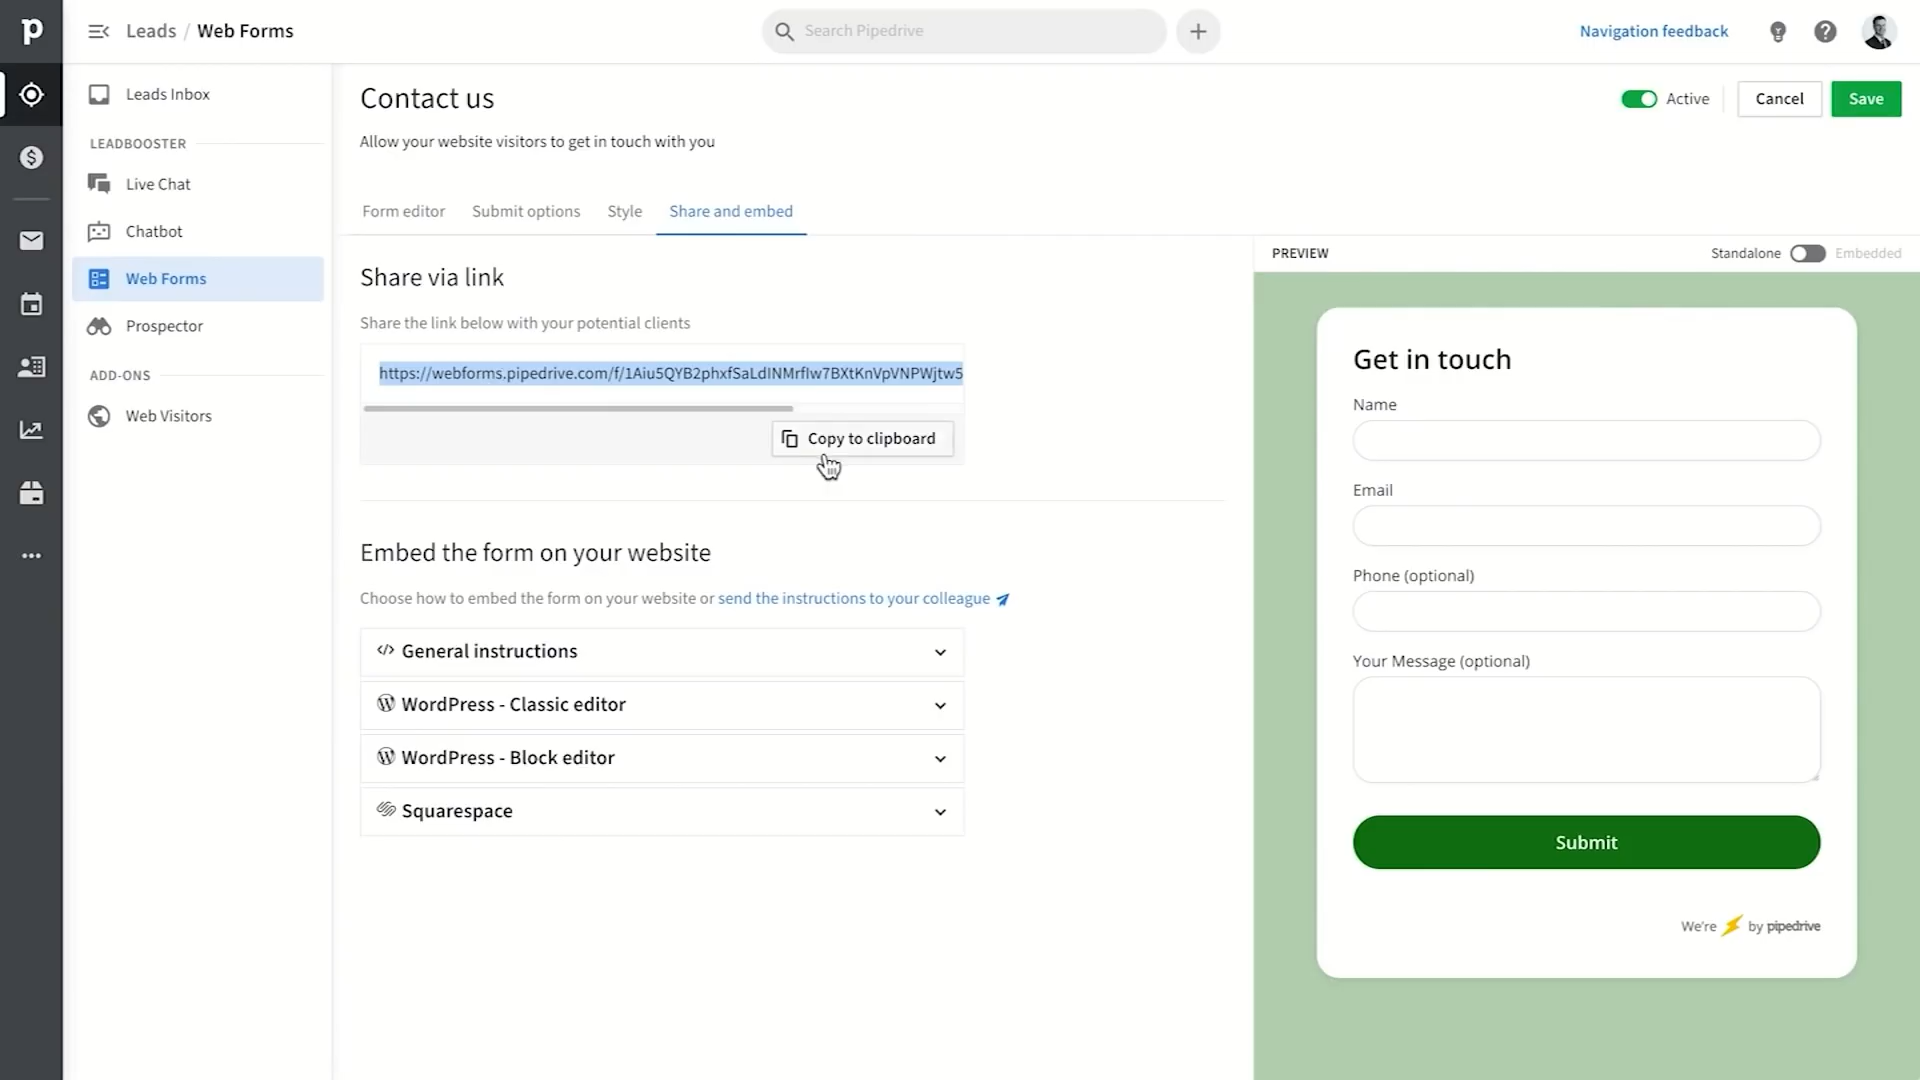 p
Leads / Web Forms
Search Pipedrive
Navigation feedback
Leads Inbox
LEADBOOSTER
Live Chat
Chatbot
Web Forms
Prospector
ADD-ONS
Web Visitors
Contact us
Active
Cancel
Save
Allow your website visitors to get in touch with you
Form editor
Submit options
Style
Share and embed
Share via link
Share the link below with your potential clients
https://webforms.pipedrive.com/f/1Aiu5QYB2phxfSaLdINMrfIw7BXtKnVpVNPWjtw5
Copy to clipboard
Embed the form on your website
Choose how to embed the form on your website or send the instructions to your colleague
General instructions
WordPress - Classic editor
WordPress - Block editor
Squarespace
PREVIEW
Standalone
Embedded
Get in touch
Name
Email
Phone (optional)
Your Message (optional)
Submit
We're ⚡ by pipedrive